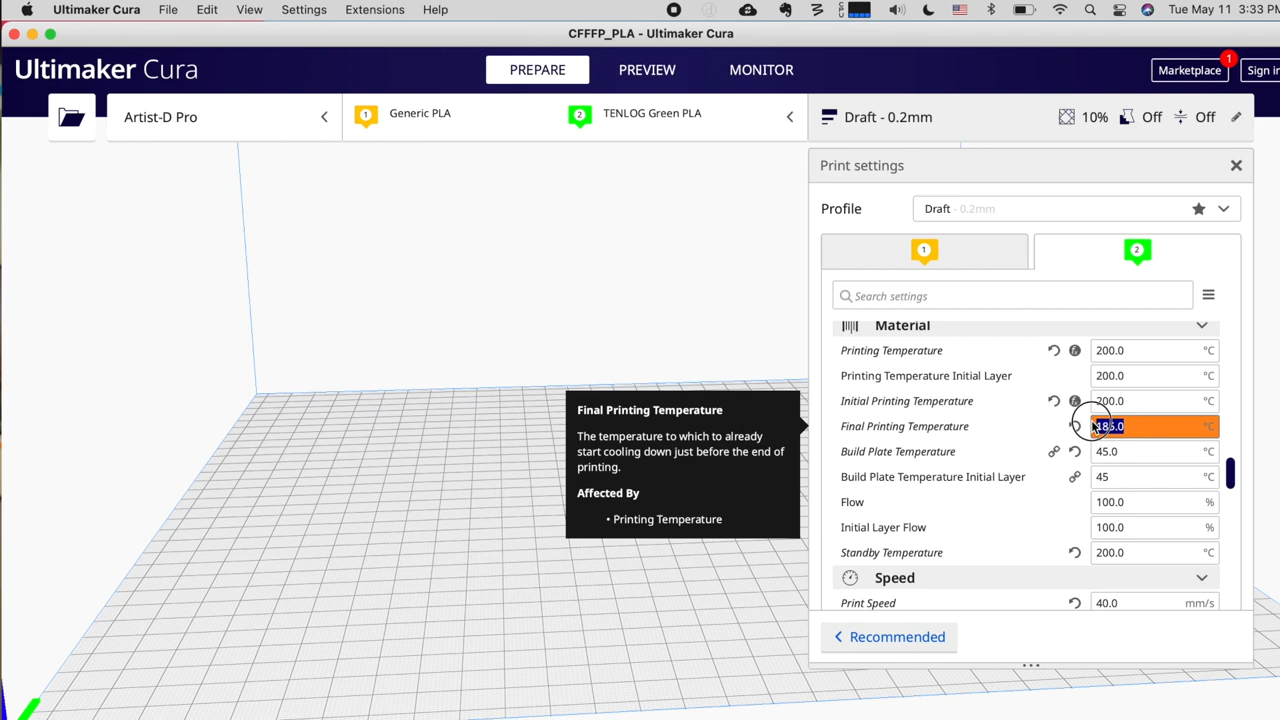 Ultimaker Cura File Edit View Settings Extensions Help Tue May 11 3:33 P
CFFFP_PLA - Ultimaker Cura
Ultimaker Cura PREPARE PREVIEW MONITOR Marketplace 1 Sign in
Artist-D Pro 1 Generic PLA 2 TENLOG Green PLA Draft - 0.2mm 10% Off Off
Print settings
Profile Draft - 0.2mm
1 2
Search settings
Material
Printing Temperature 200.0 °C
Printing Temperature Initial Layer 200.0 °C
Initial Printing Temperature 200.0 °C
Final Printing Temperature 185.0 °C
Build Plate Temperature 45.0 °C
Build Plate Temperature Initial Layer 45 °C
Flow 100.0 %
Initial Layer Flow 100.0 %
Standby Temperature 200.0 °C
Speed
Print Speed 40.0 mm/s
Recommended
Final Printing Temperature
The temperature to which to already
start cooling down just before the end of
printing.
Affected By
• Printing Temperature